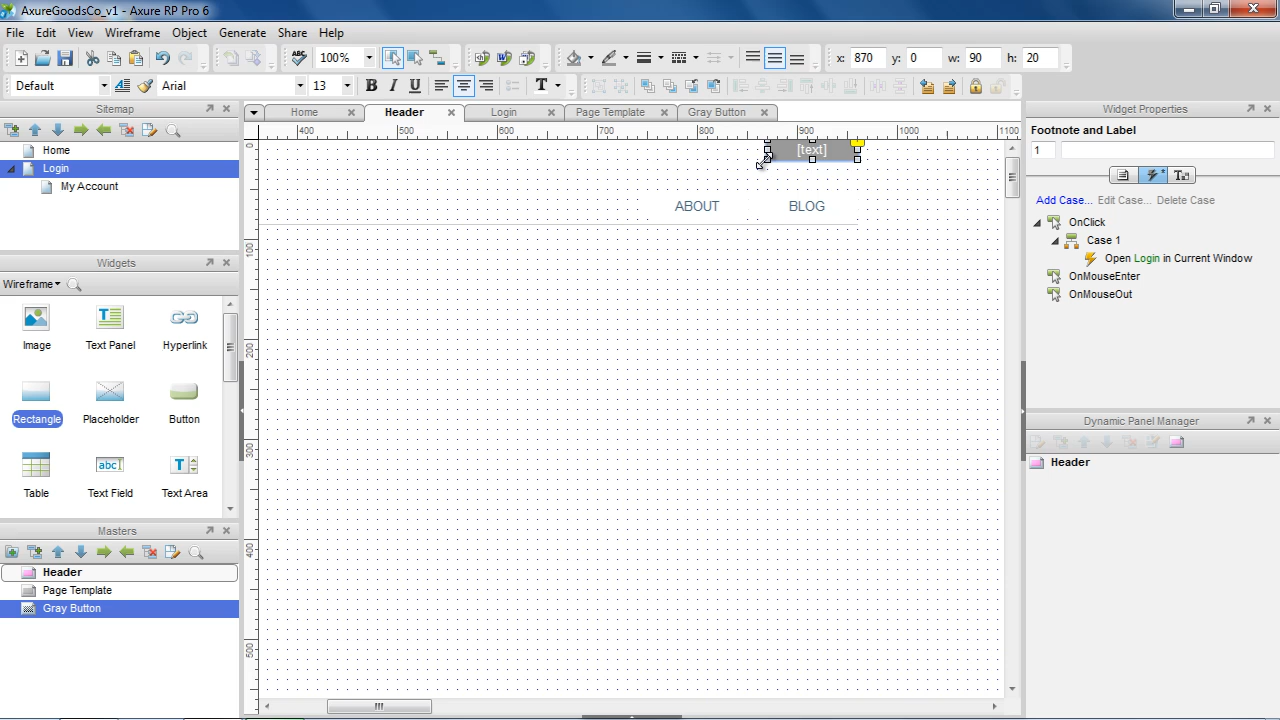 AxureGoodsCo_v1 - Axure RP Pro 6
File Edit View Wireframe Object Generate Share Help
100% x: 870 y: 0 w: 90 h: 20
Default Arial 13 B I U T
Sitemap
Home
Login
My Account
Widgets
Wireframe
Image Text Panel Hyperlink
Rectangle Placeholder Button
Table Text Field Text Area
Masters
Header
Page Template
Gray Button
Home Header Login Page Template Gray Button
400 500 600 700 800 900 1000 1100
0
100
200
300
400
500
[text]
ABOUT BLOG
Widget Properties
Footnote and Label
1
Add Case... Edit Case... Delete Case
OnClick
Case 1
Open Login in Current Window
OnMouseEnter
OnMouseOut
Dynamic Panel Manager
Header